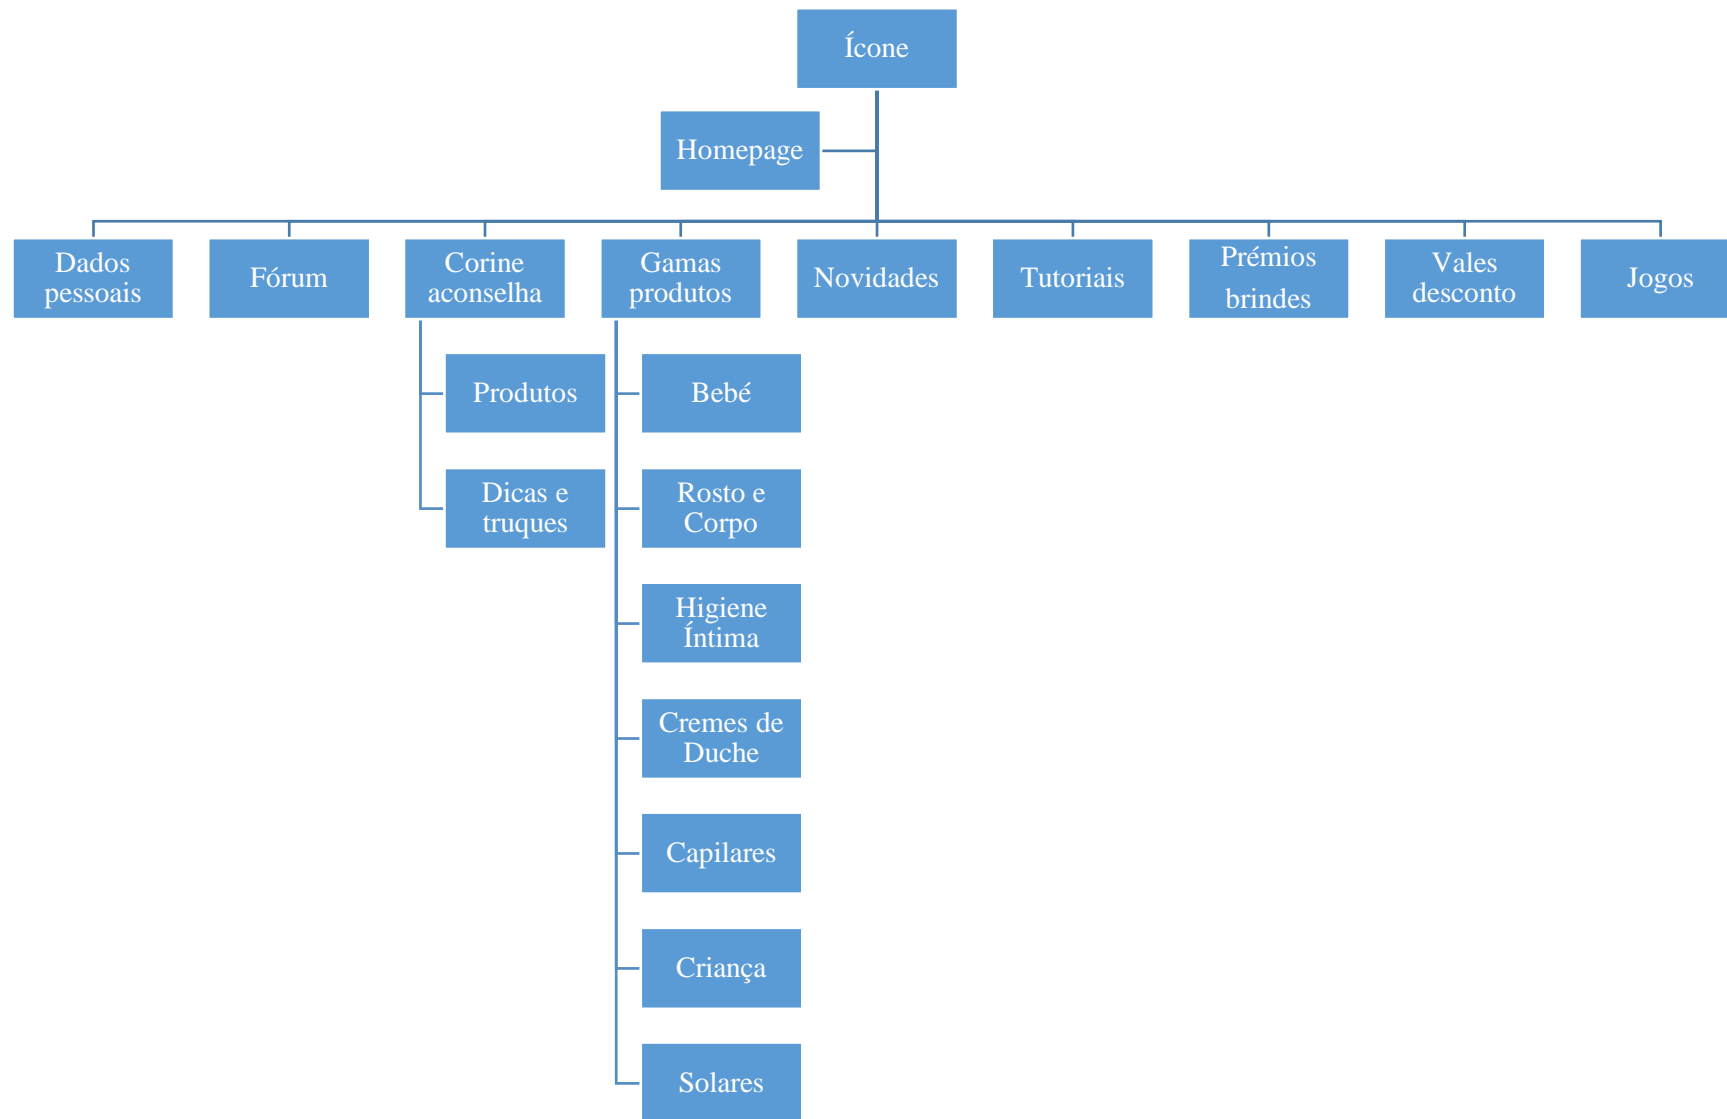 Ícone
Homepage
Dados
pessoais
Fórum
Corine
aconselha
Gamas
produtos
Novidades
Tutoriais
Prémios
brindes
Vales
desconto
Jogos
Produtos
Dicas e
truques
Bebé
Rosto e
Corpo
Higiene
Íntima
Cremes de
Duche
Capilares
Criança
Solares